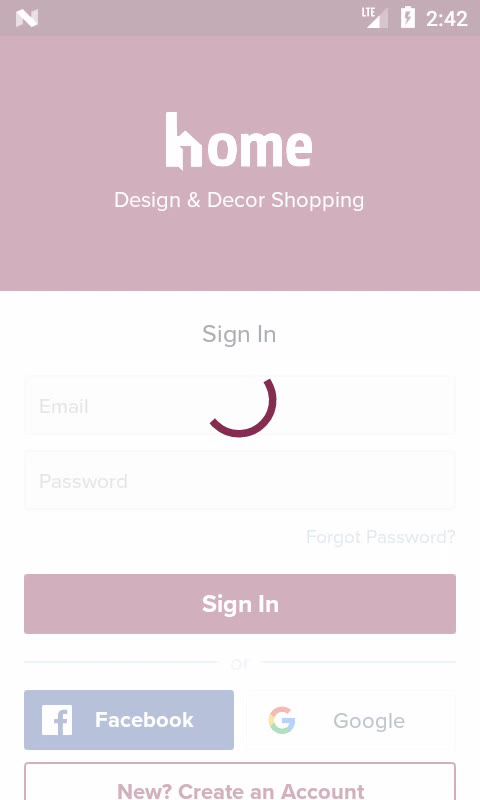 LTE 2:42
home
Design & Decor Shopping
Sign In
Email
Password
Forgot Password?
Sign In
or
Facebook Google
New? Create an Account